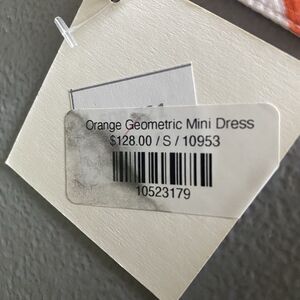 Orange Geometric Mini Dress
$128.00 / S / 10953
10523179